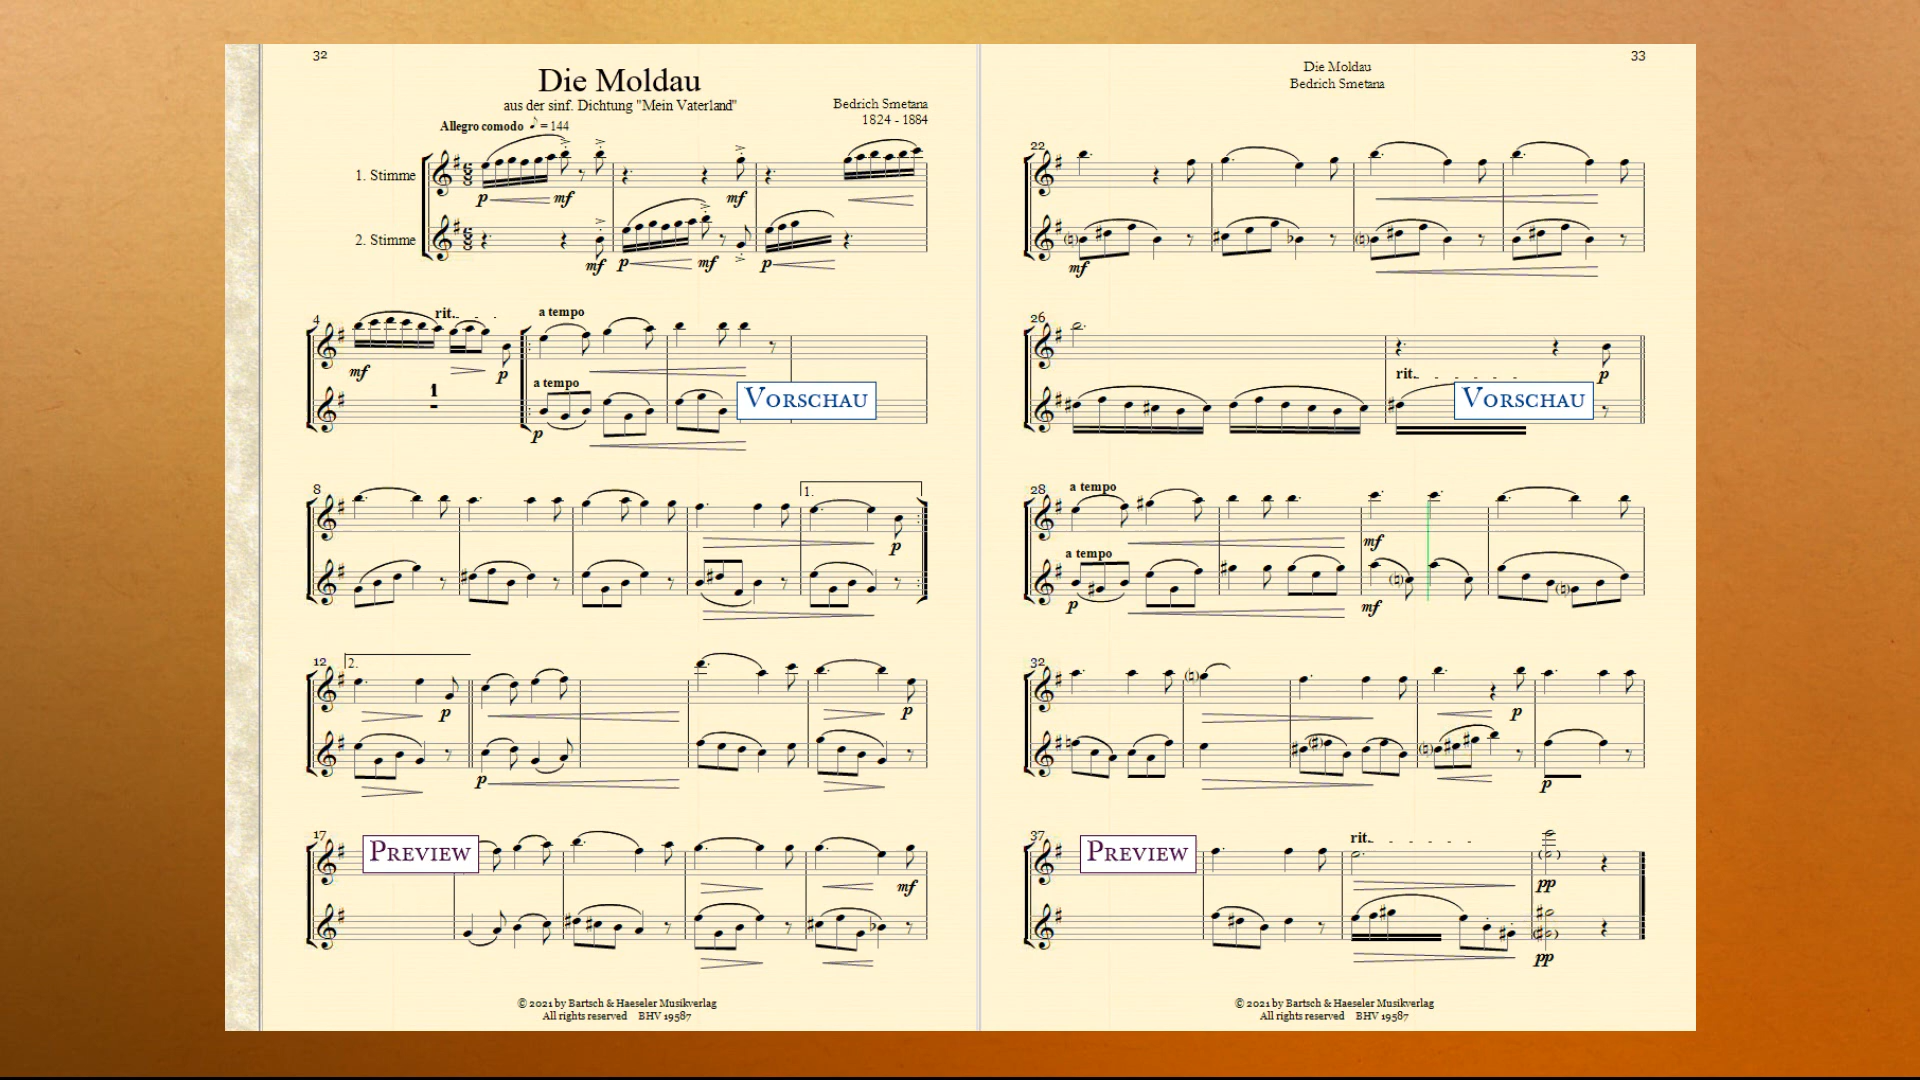 32
Die Moldau
aus der sinf. Dichtung "Mein Vaterland"
Bedrich Smetana
1824 - 1884
Allegro comodo ♪ = 144
1. Stimme
p mf mf
2. Stimme
mf p mf p
4
rit.
a tempo
mf p
1
a tempo
p
VORSCHAU
8
1.
p
12
2.
p p
p
17
PREVIEW
mf
© 2021 by Bartsch & Haeseler Musikverlag
All rights reserved BHV 19587
33
Die Moldau
Bedrich Smetana
22
mf
26
rit.
p
VORSCHAU
28
a tempo
mf
a tempo
p mf
32
p
p
37
PREVIEW
rit.
pp
pp
© 2021 by Bartsch & Haeseler Musikverlag
All rights reserved BHV 19587